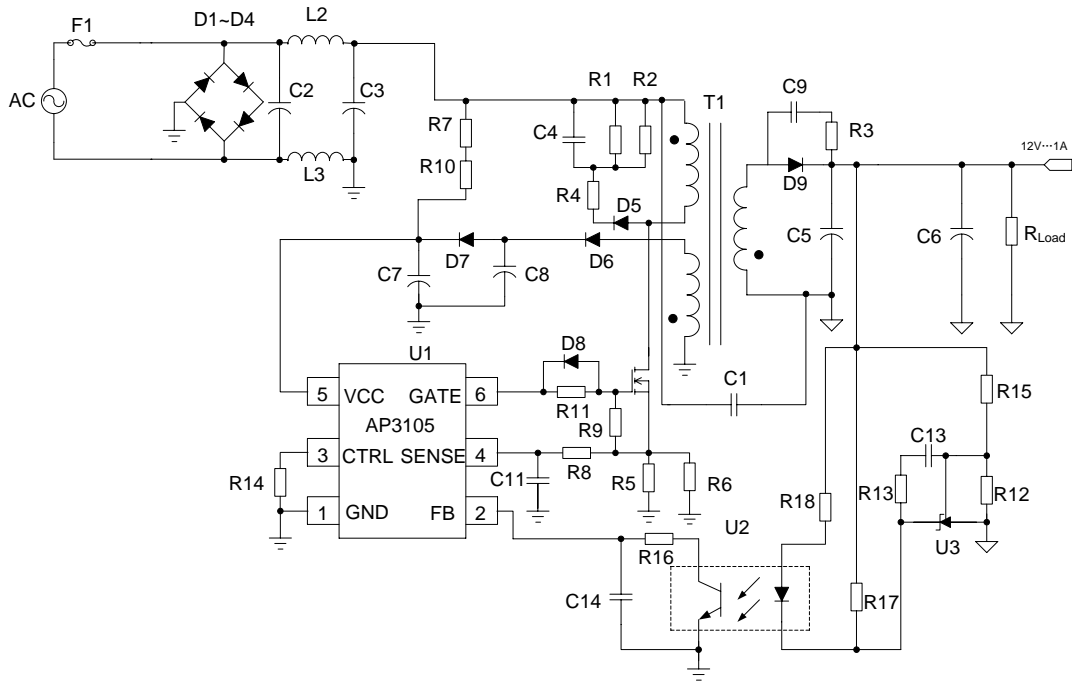 F1
D1~D4
L2
AC
C2
C3
L3
R7
R10
C4
R1
R2
R4
D5
T1
C9
R3
D9
12V···1A
C5
C6
RLoad
D7
D6
C7
C8
U1
D8
5
VCC
GATE
6
R11
AP3105
R9
C1
R15
3
CTRL
SENSE
4
R14
C11
R8
R5
R6
C13
R13
R12
1
GND
FB
2
U2
R18
U3
R16
C14
R17